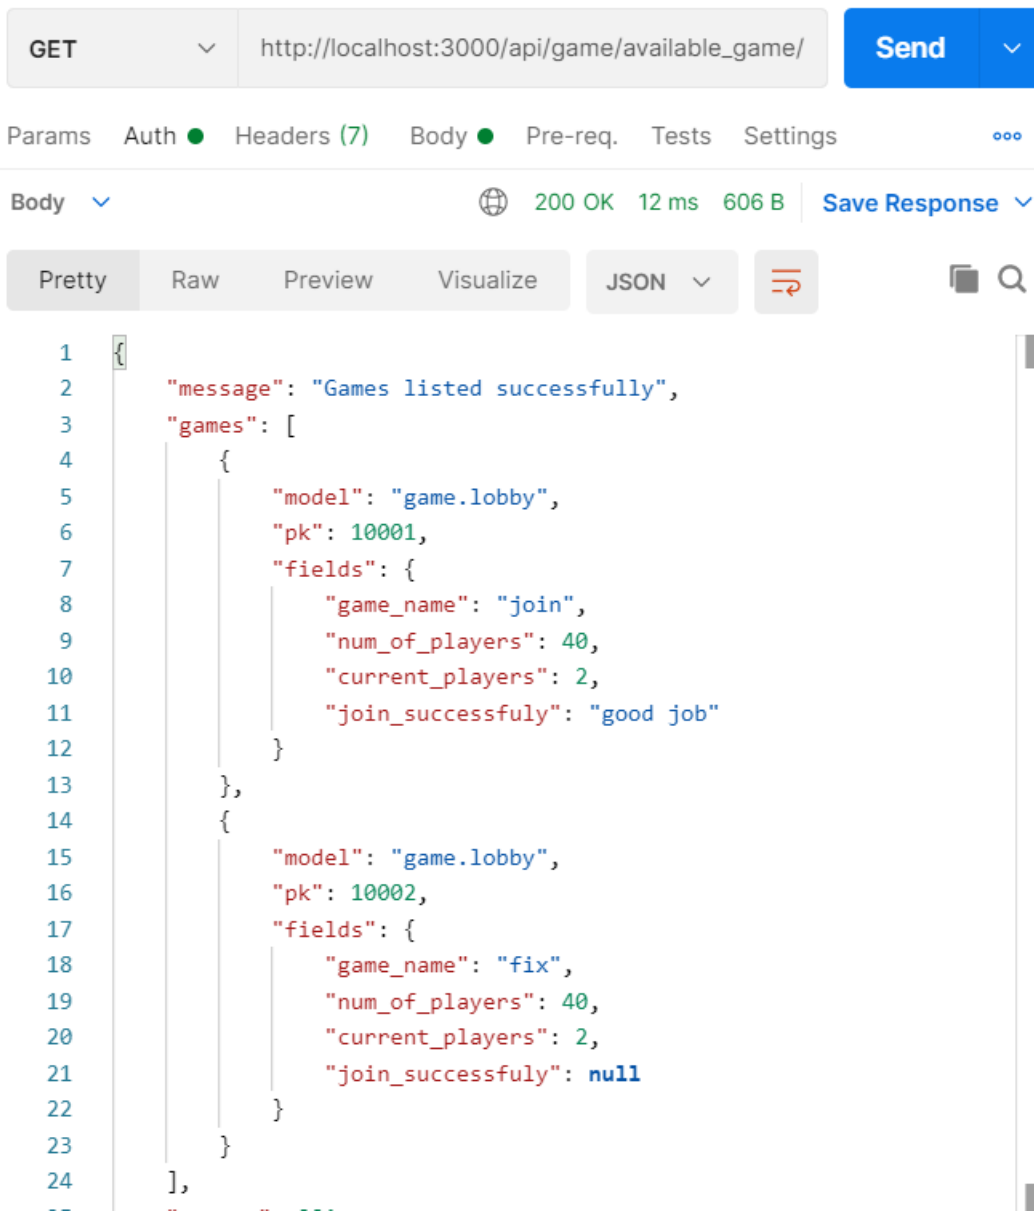 GET http://localhost:3000/api/game/available_game/ Send
Params Auth Headers (7) Body Pre-req. Tests Settings
Body 200 OK 12 ms 606 B Save Response
Pretty Raw Preview Visualize JSON
1 {
2 "message": "Games listed successfully",
3 "games": [
4 {
5 "model": "game.lobby",
6 "pk": 10001,
7 "fields": {
8 "game_name": "join",
9 "num_of_players": 40,
10 "current_players": 2,
11 "join_successfuly": "good job"
12 }
13 },
14 {
15 "model": "game.lobby",
16 "pk": 10002,
17 "fields": {
18 "game_name": "fix",
19 "num_of_players": 40,
20 "current_players": 2,
21 "join_successfuly": null
22 }
23 }
24 ],